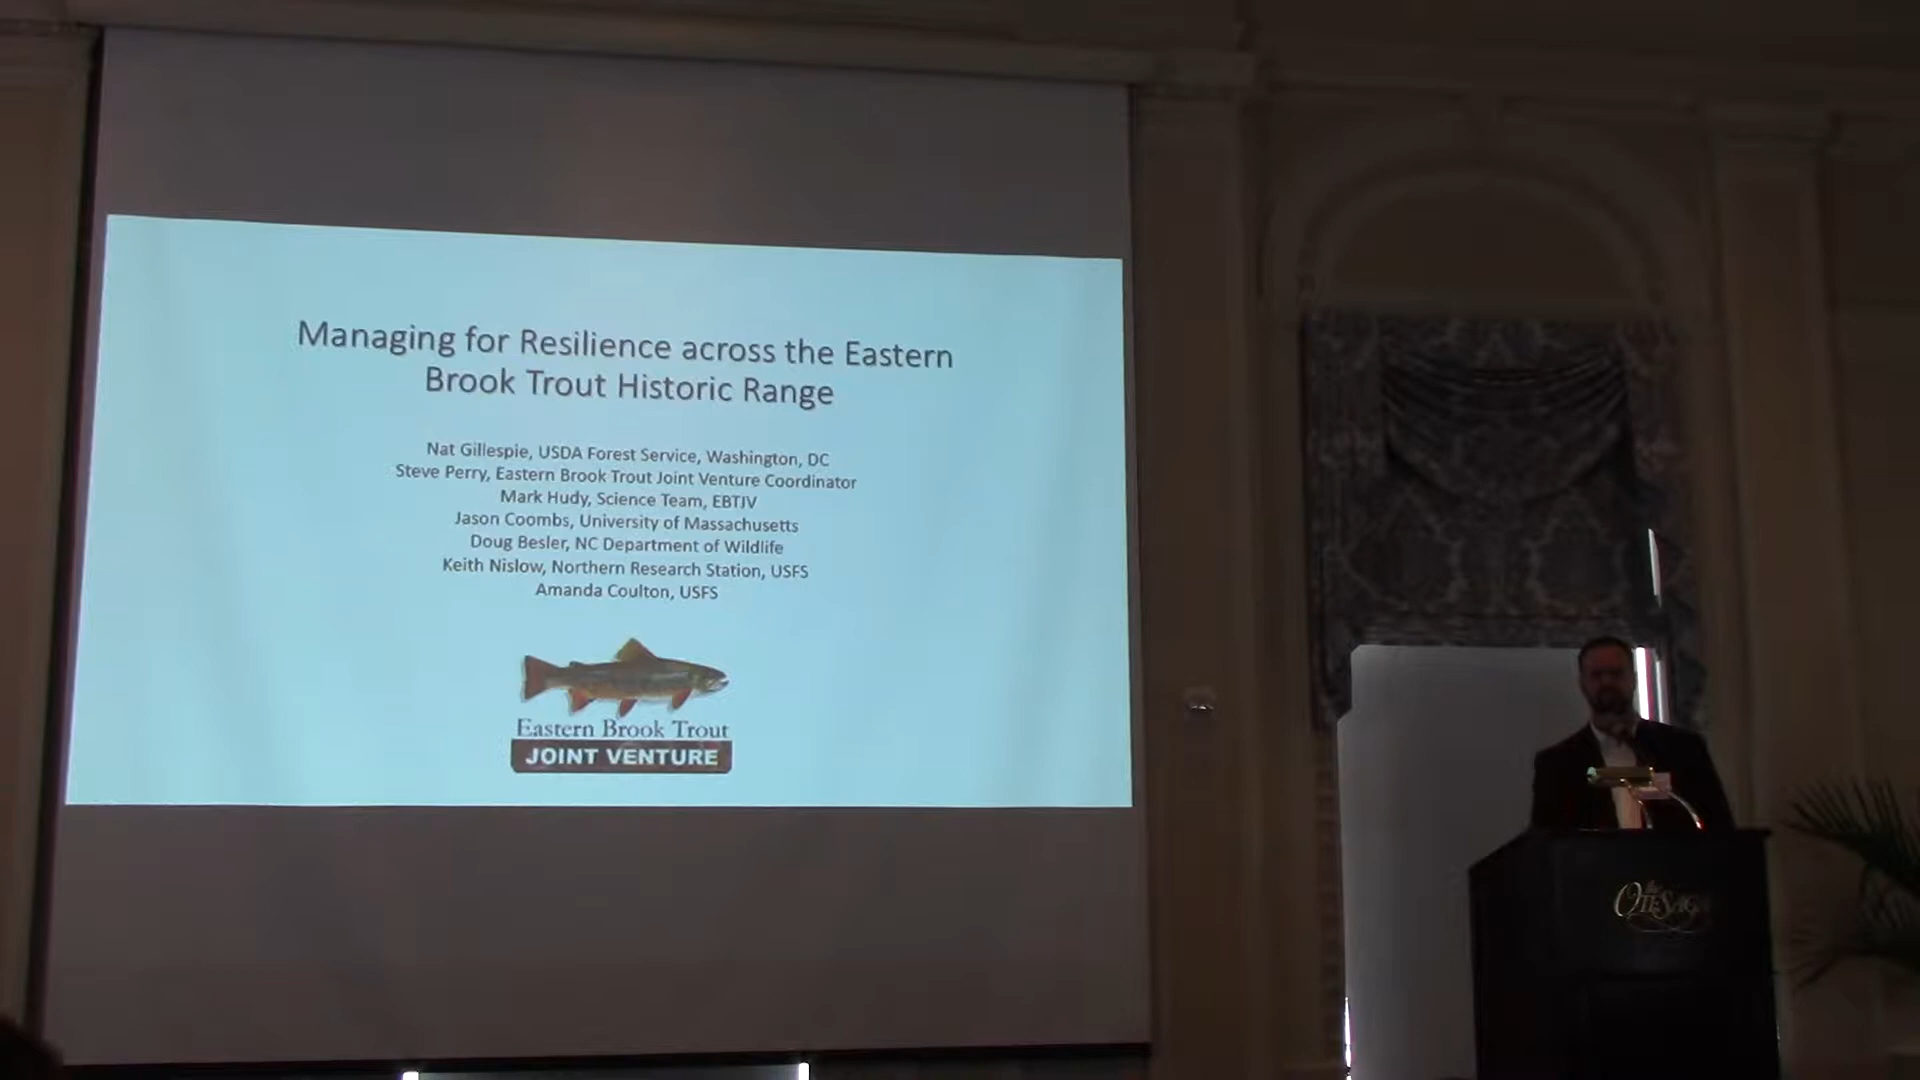 Managing for Resilience across the Eastern
Brook Trout Historic Range
Nat Gillespie, USDA Forest Service, Washington, DC
Steve Perry, Eastern Brook Trout Joint Venture Coordinator
Mark Hudy, Science Team, EBTJV
Jason Coombs, University of Massachusetts
Doug Besler, NC Department of Wildlife
Keith Nislow, Northern Research Station, USFS
Amanda Coulton, USFS
Eastern Brook Trout
JOINT VENTURE
the
OTESAGA